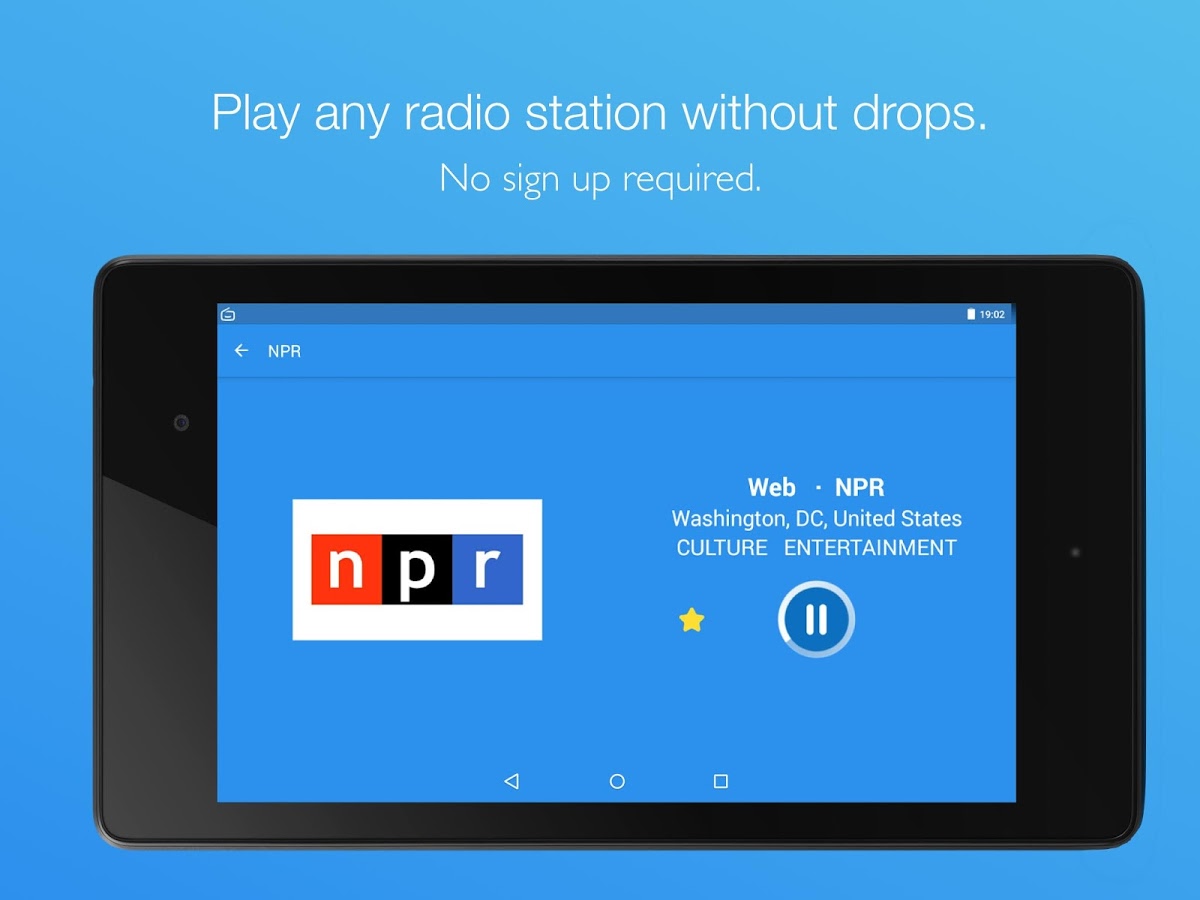 Play any radio station without drops.
No sign up required.
19:02
NPR
Web · NPR
Washington, DC, United States
CULTURE ENTERTAINMENT
npr